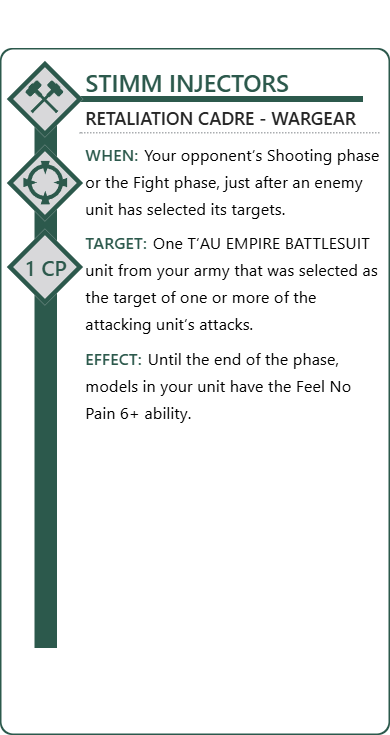 STIMM INJECTORS
RETALIATION CADRE - WARGEAR
WHEN: Your opponent's Shooting phase
or the Fight phase, just after an enemy
unit has selected its targets.
1 CP
TARGET: One T'AU EMPIRE BATTLESUIT
unit from your army that was selected as
the target of one or more of the
attacking unit's attacks.
EFFECT: Until the end of the phase,
models in your unit have the Feel No
Pain 6+ ability.